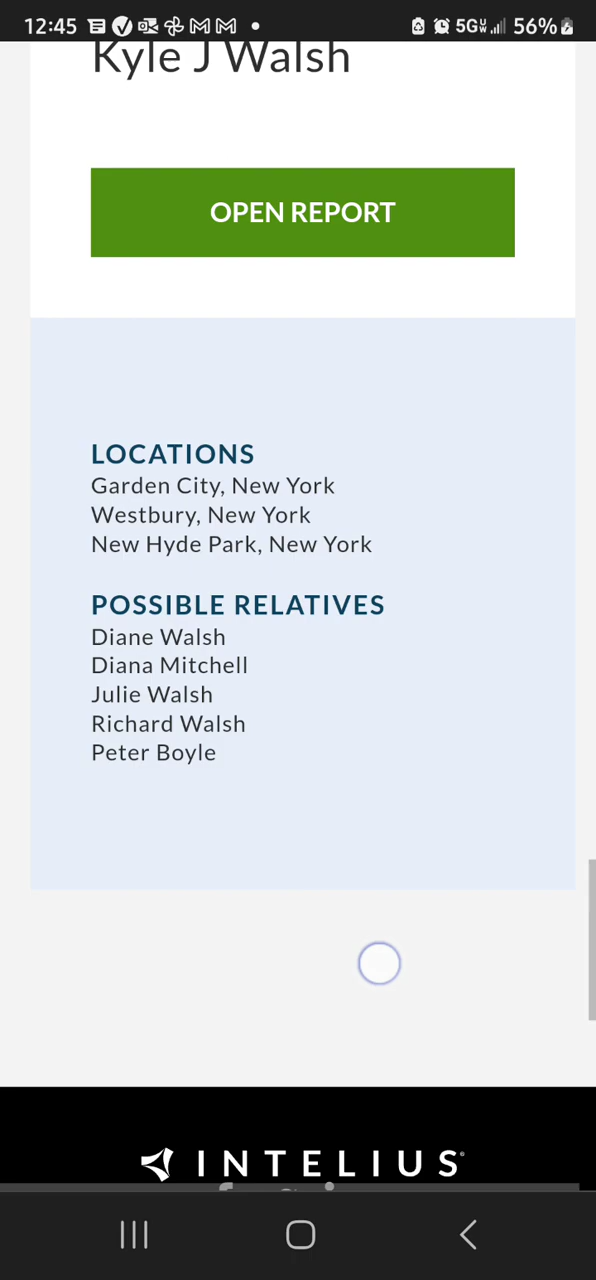 12:45
5G
56%
Kyle J Walsh
OPEN REPORT
LOCATIONS
Garden City, New York
Westbury, New York
New Hyde Park, New York
POSSIBLE RELATIVES
Diane Walsh
Diana Mitchell
Julie Walsh
Richard Walsh
Peter Boyle
INTELIUS